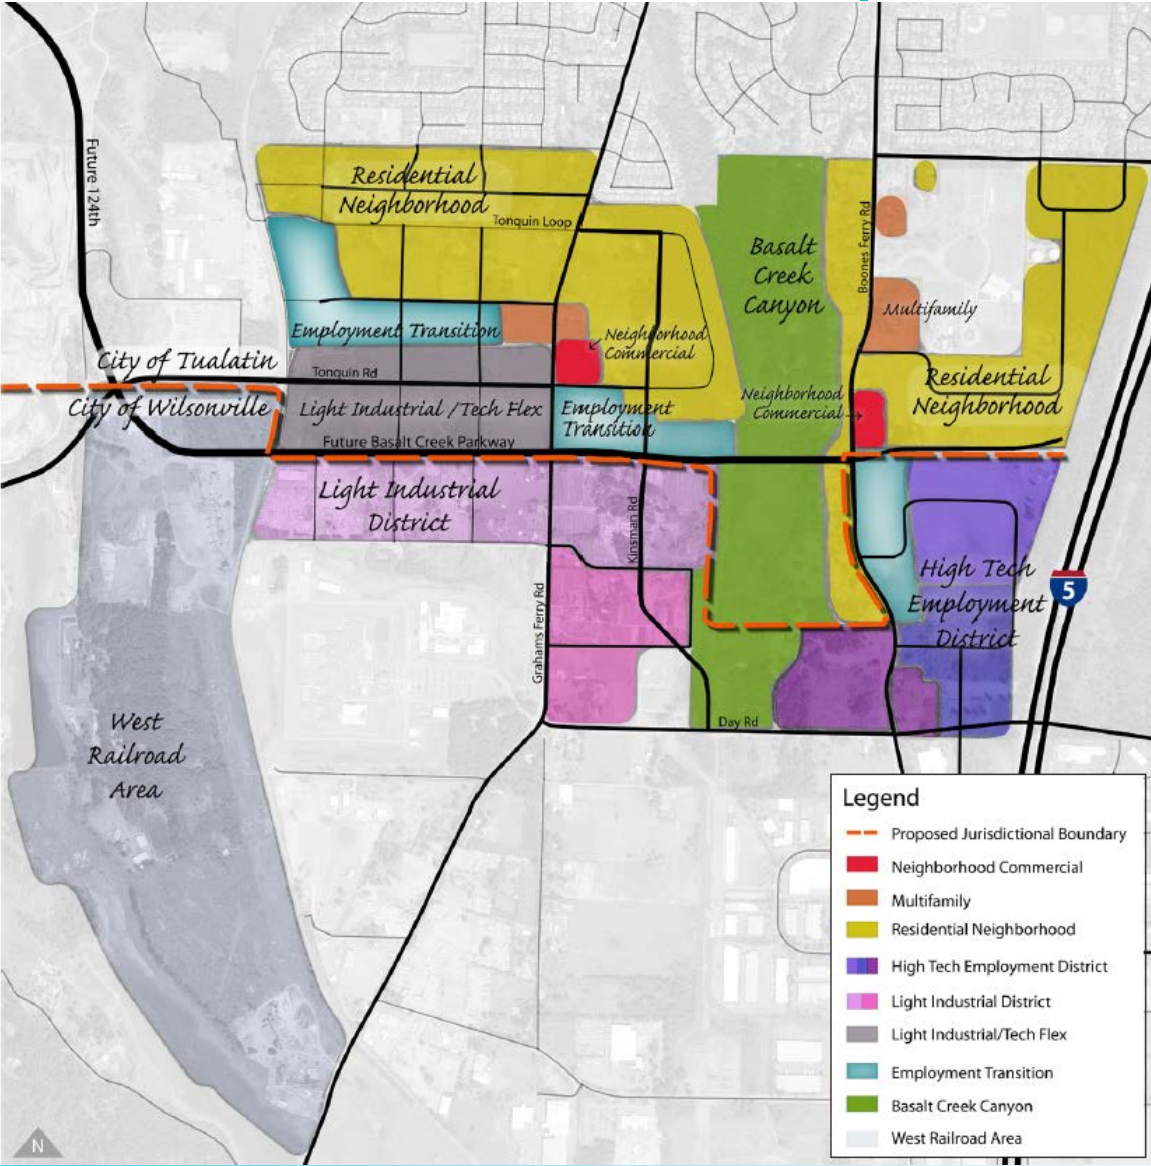 Future 124th
Residential
Neighborhood
Tonquin Loop
Boones Ferry Rd
Basalt
Creek
Canyon
Multifamily
Employment Transition
Neighborhood
Commercial
City of Tualatin
Tonquin Rd
Residential
Neighborhood
Neighborhood
Commercial
City of Wilsonville
Light Industrial /Tech Flex
Employment
Transition
Future Basalt Creek Parkway
Light Industrial
District
Kinsman Rd
High Tech
Employment
District
5
Grahams Ferry Rd
West
Railroad
Area
Day Rd
Legend
Proposed Jurisdictional Boundary
Neighborhood Commercial
Multifamily
Residential Neighborhood
High Tech Employment District
Light Industrial District
Light Industrial/Tech Flex
Employment Transition
Basalt Creek Canyon
West Railroad Area
N